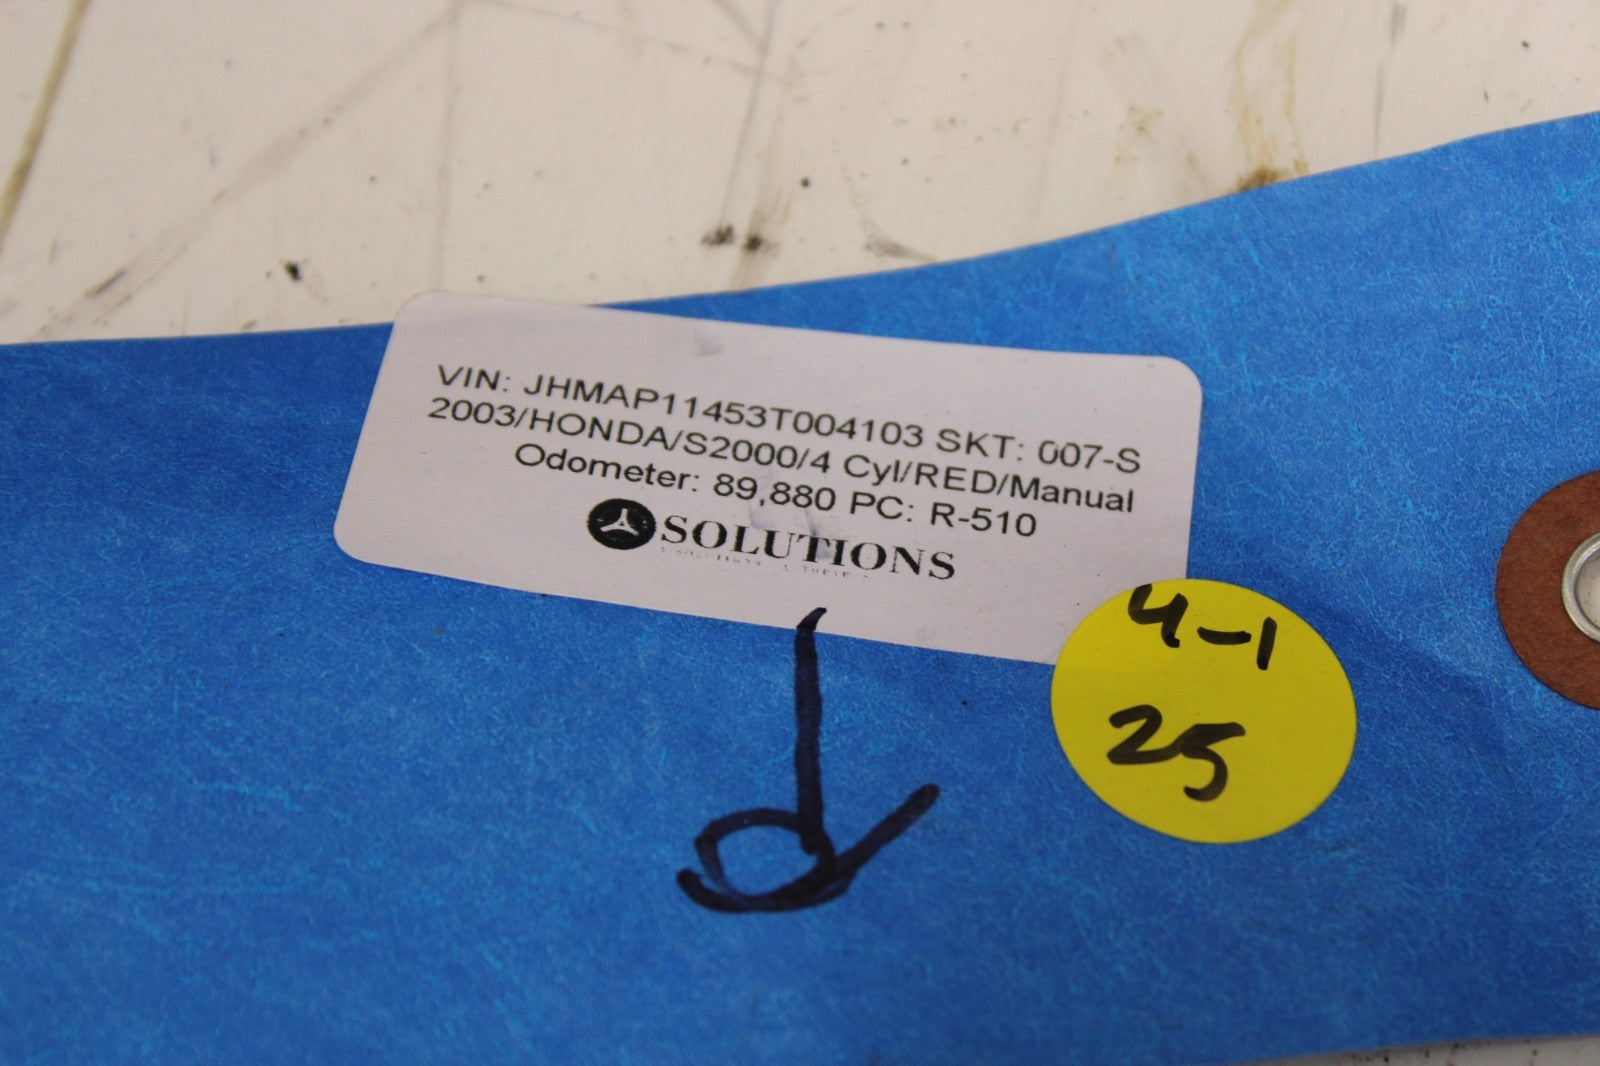 VIN: JHMAP11453T004103 SKT: 007-S
2003/HONDA/S2000/4 Cyl/RED/Manual
Odometer: 89,880 PC: R-510
SOLUTIONS
4-1
25
d